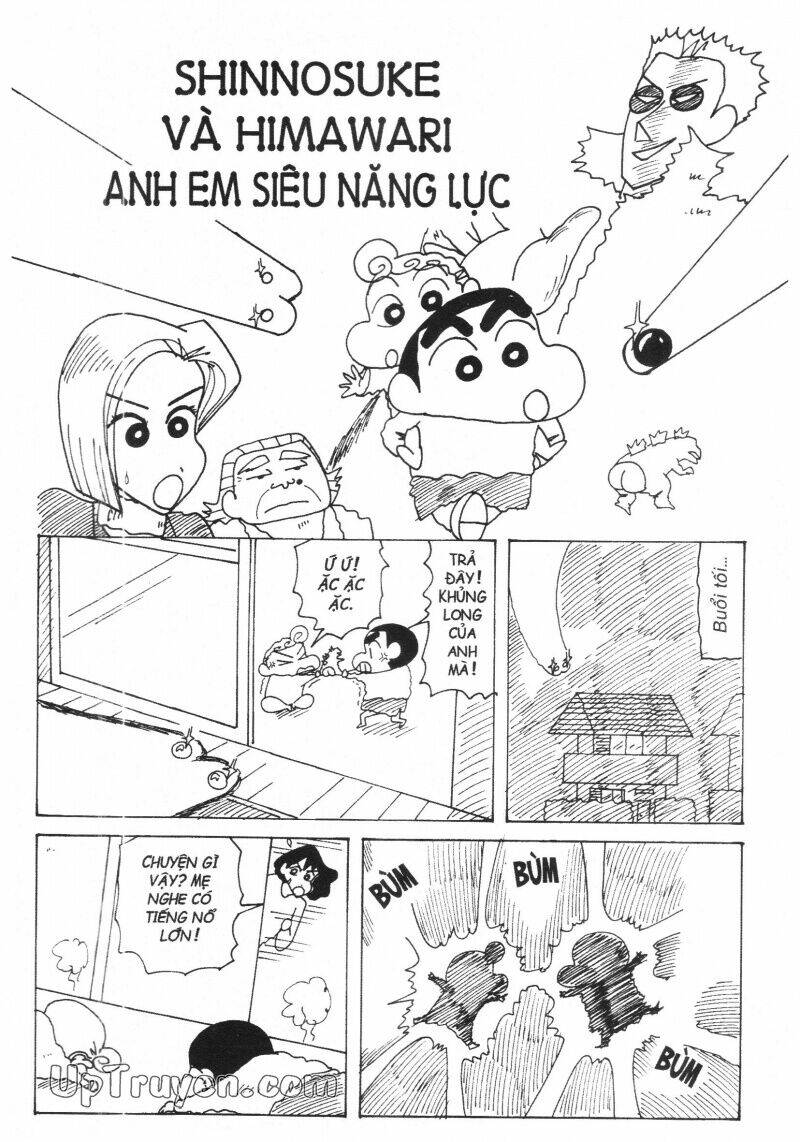 SHINNOSUKE
VÀ HIMAWARI
ANH EM SIÊU NĂNG LỰC
Buổi tối...
TRẢ
ĐÂY!
KHỦNG
LONG
CỦA
ANH
MÀ!
Ứ Ứ!
ẶC ẶC
ẶC.
BÙM
BÙM
BÙM
CHUYỆN GÌ
VẬY? MẸ
NGHE CÓ
TIẾNG NỔ
LỚN!
UpTruyen.com